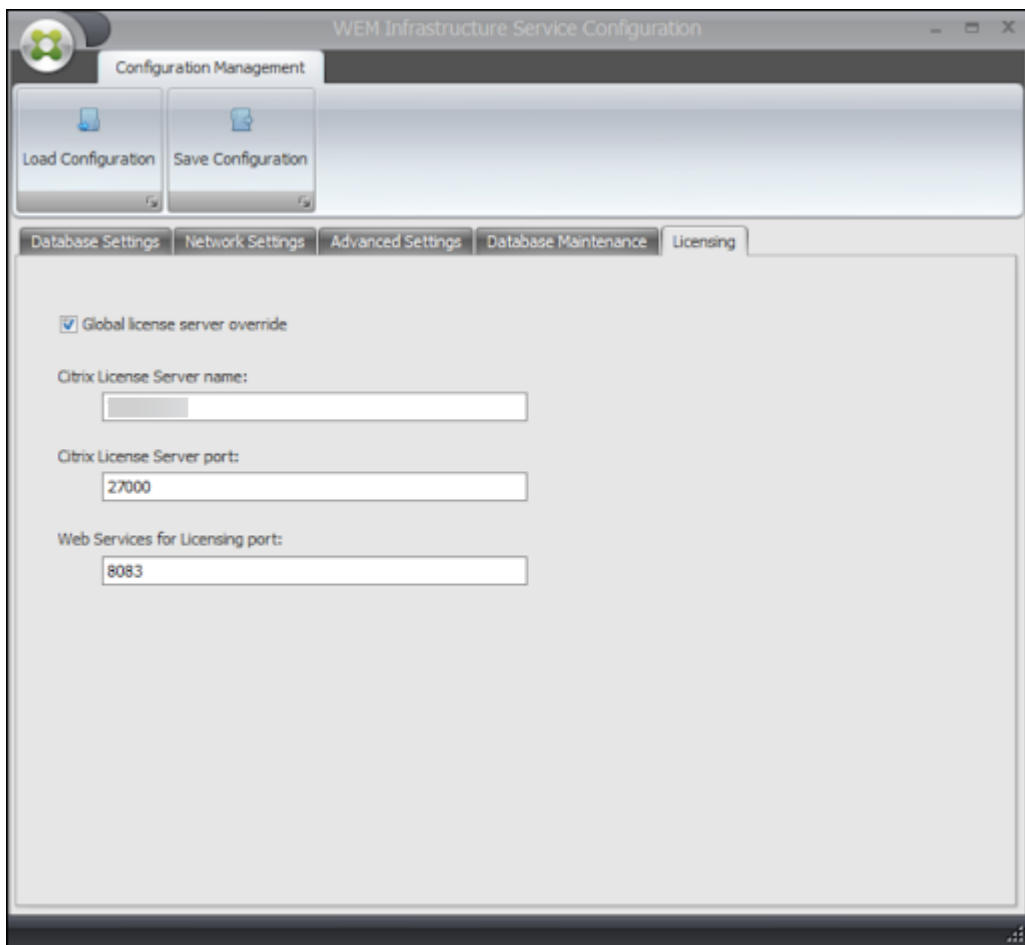 WEM Infrastructure Service Configuration
Configuration Management
Load Configuration Save Configuration
Database Settings Network Settings Advanced Settings Database Maintenance Licensing
Global license server override
Citrix License Server name:
Citrix License Server port:
27000
Web Services for Licensing port:
8083